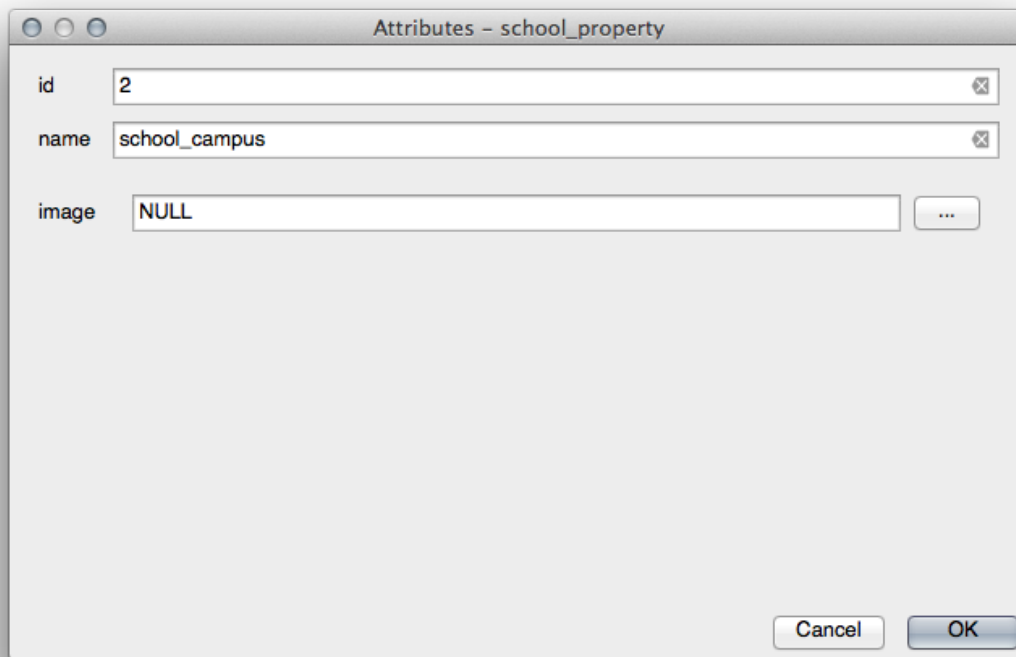 Attributes – school_property
id 2
name school_campus
image NULL ...
Cancel OK